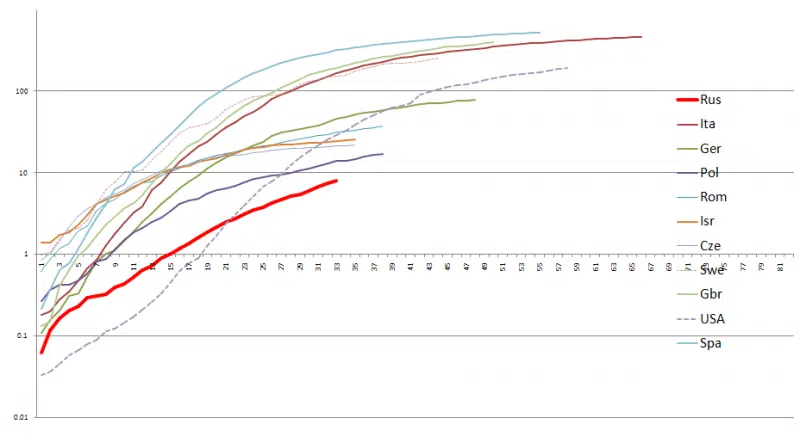 100
10
1
0.1
0.01
1 3 5 7 9 11 13 15 17 19 21 23 25 27 29 31 33 35 37 39 41 43 45 47 49 51 53 55 57 59 61 63 65 67 69 71 73 75 77 79 81
Rus
Ita
Ger
Pol
Rom
Isr
Cze
Swe
Gbr
USA
Spa